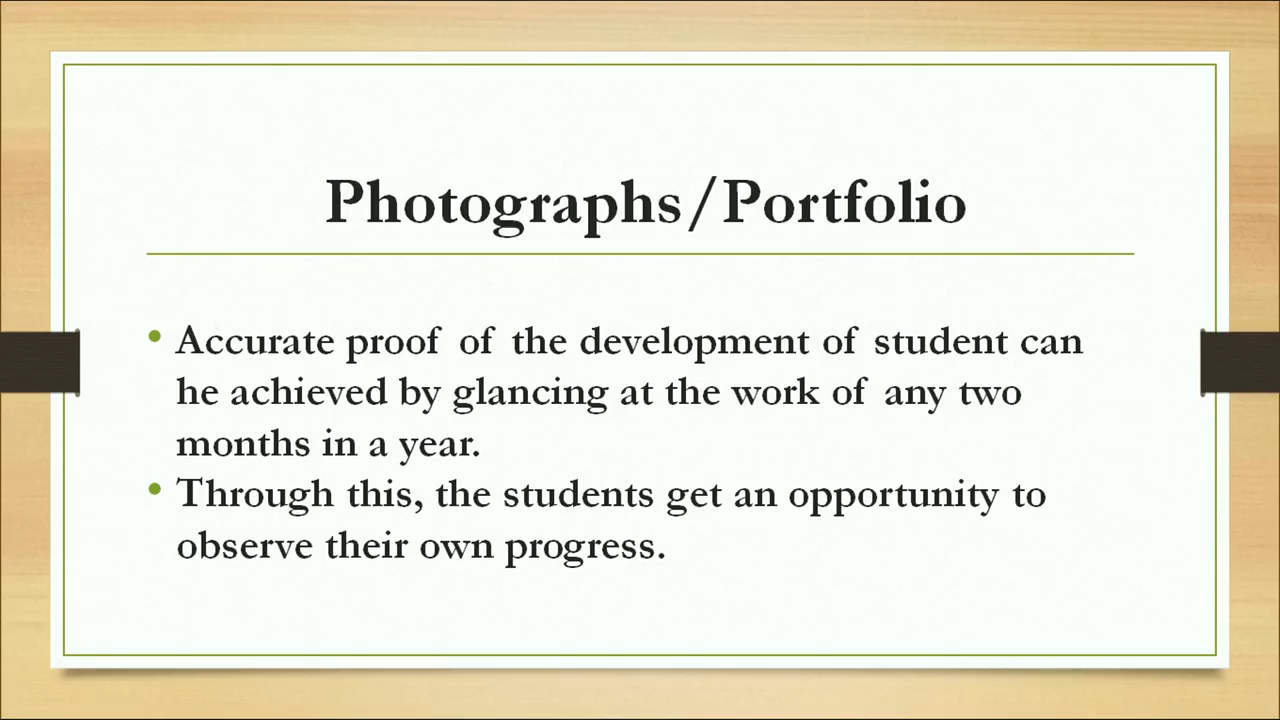 Photographs/Portfolio
• Accurate proof of the development of student can
he achieved by glancing at the work of any two
months in a year.
• Through this, the students get an opportunity to
observe their own progress.